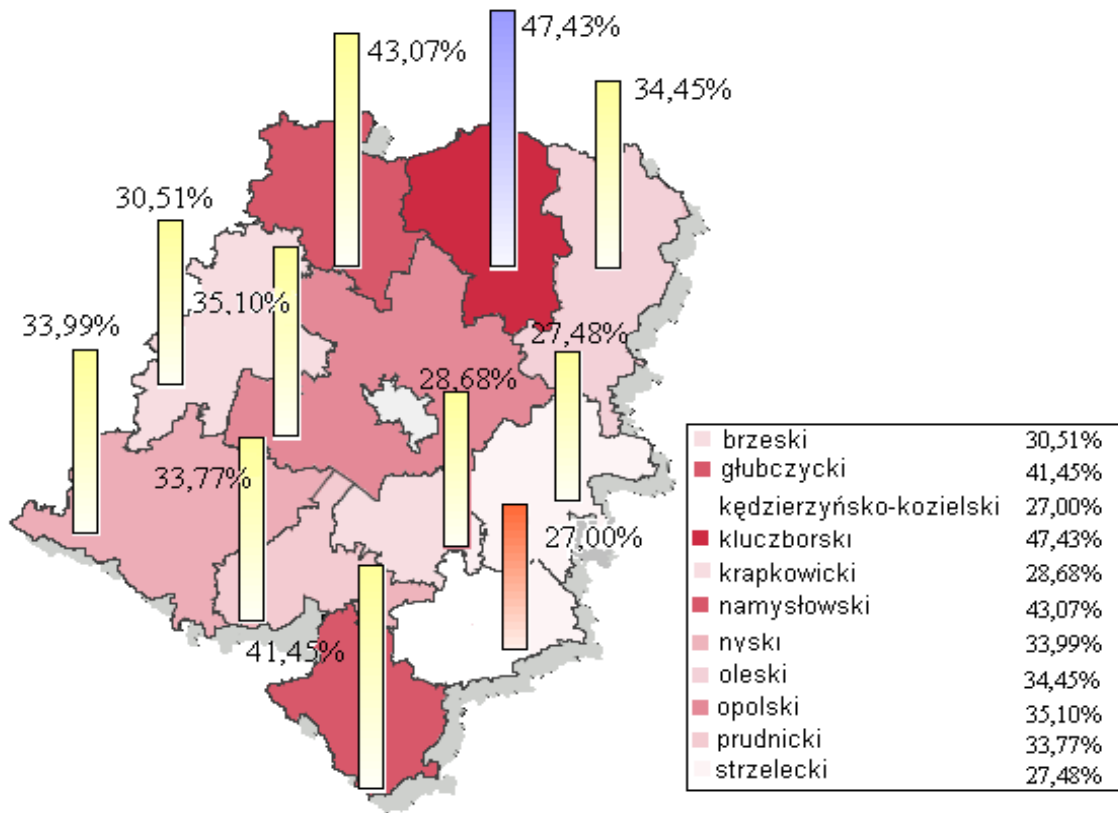 47,43%
43,07%
34,45%
30,51%
35,10%
33,99%
27,48%
28,68%
33,77%
27,00%
41,45%
brzeski 30,51%
głubczycki 41,45%
kędzierzyńsko-kozielski 27,00%
kluczborski 47,43%
krapkowicki 28,68%
namysłowski 43,07%
nyski 33,99%
oleski 34,45%
opolski 35,10%
prudnicki 33,77%
strzelecki 27,48%